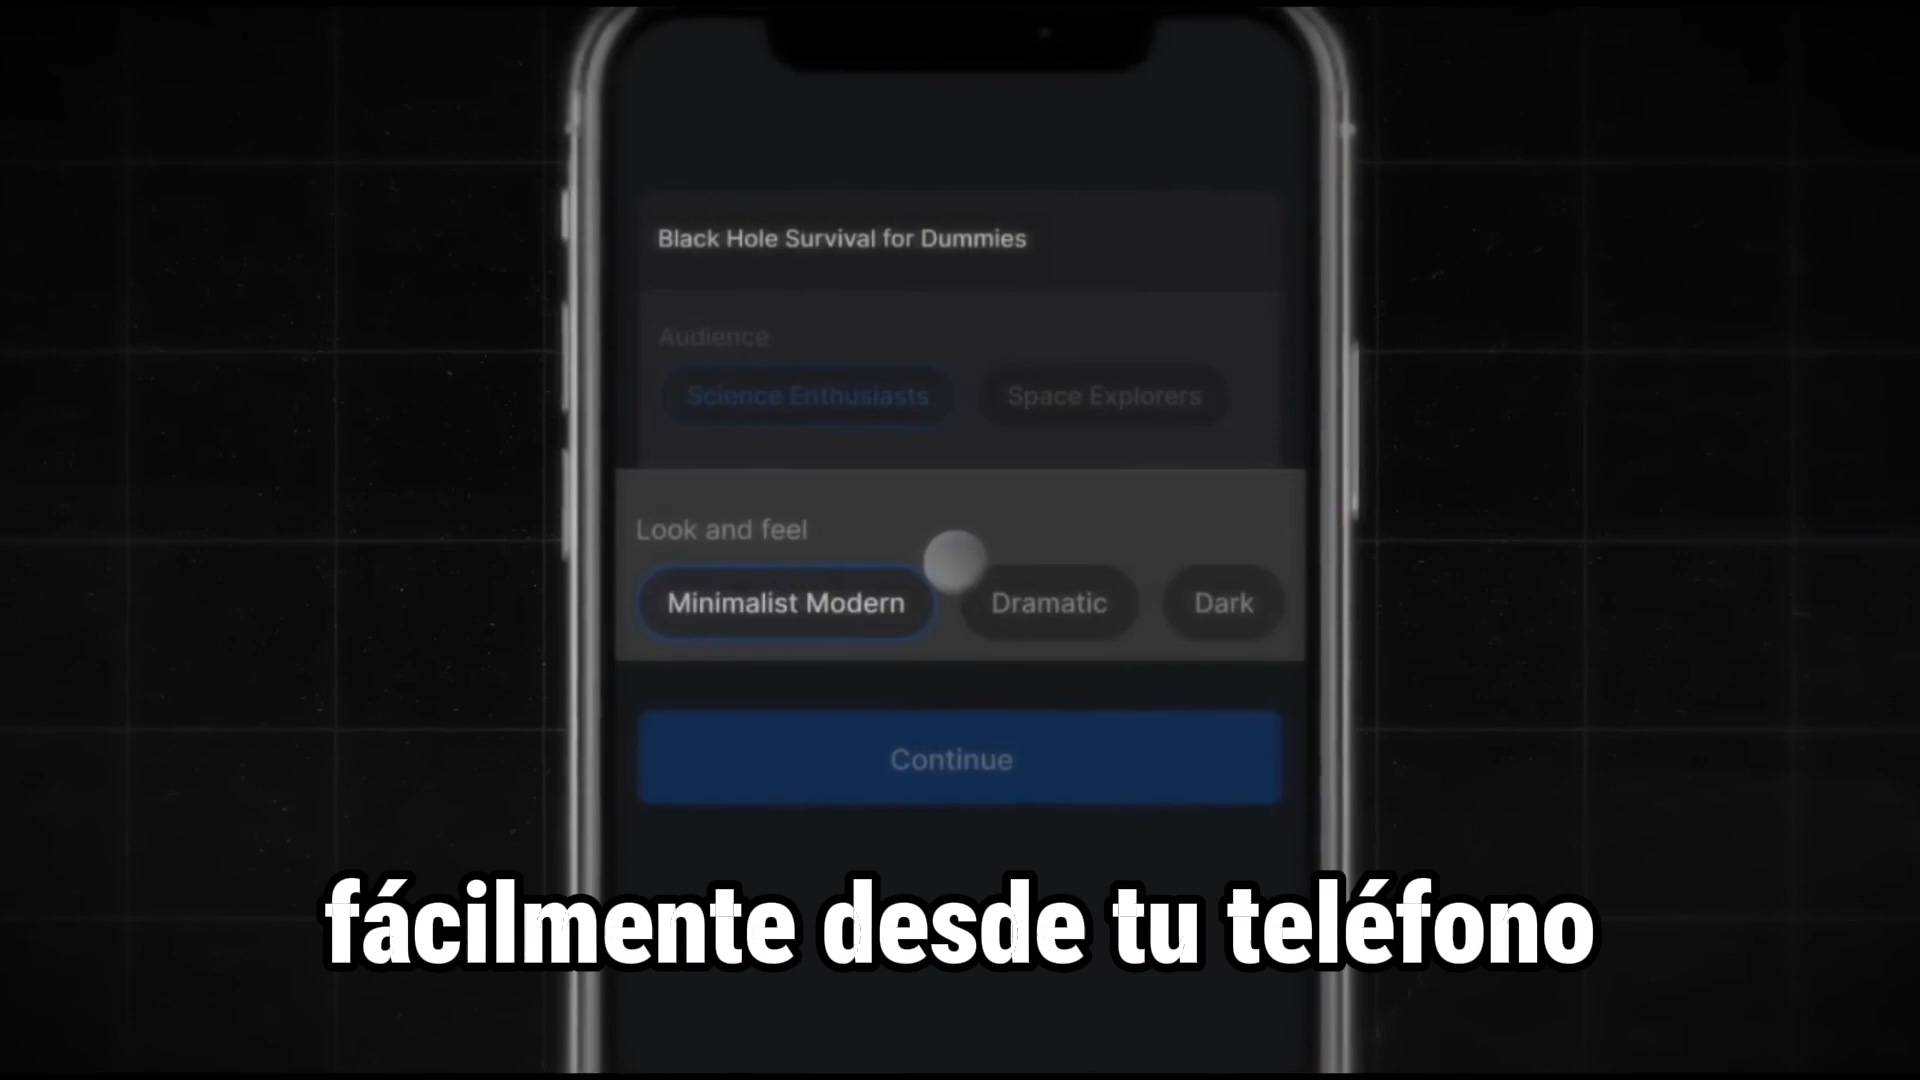 Black Hole Survival for Dummies
Audience
Science Enthusiasts Space Explorers
Look and feel
Minimalist Modern Dramatic Dark
Continue
fácilmente desde tu teléfono